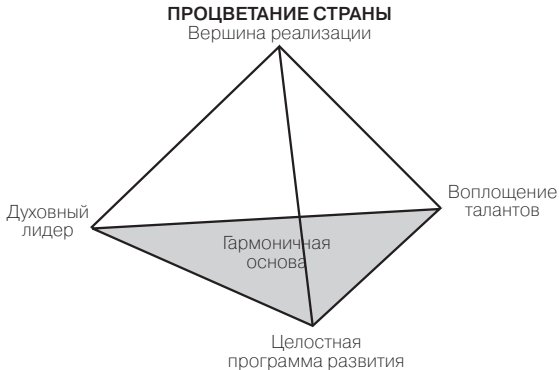 ПРОЦВЕТАНИЕ СТРАНЫ
Вершина реализации
Духовный
лидер
Воплощение
талантов
Гармоничная
основа
Целостная
программа развития